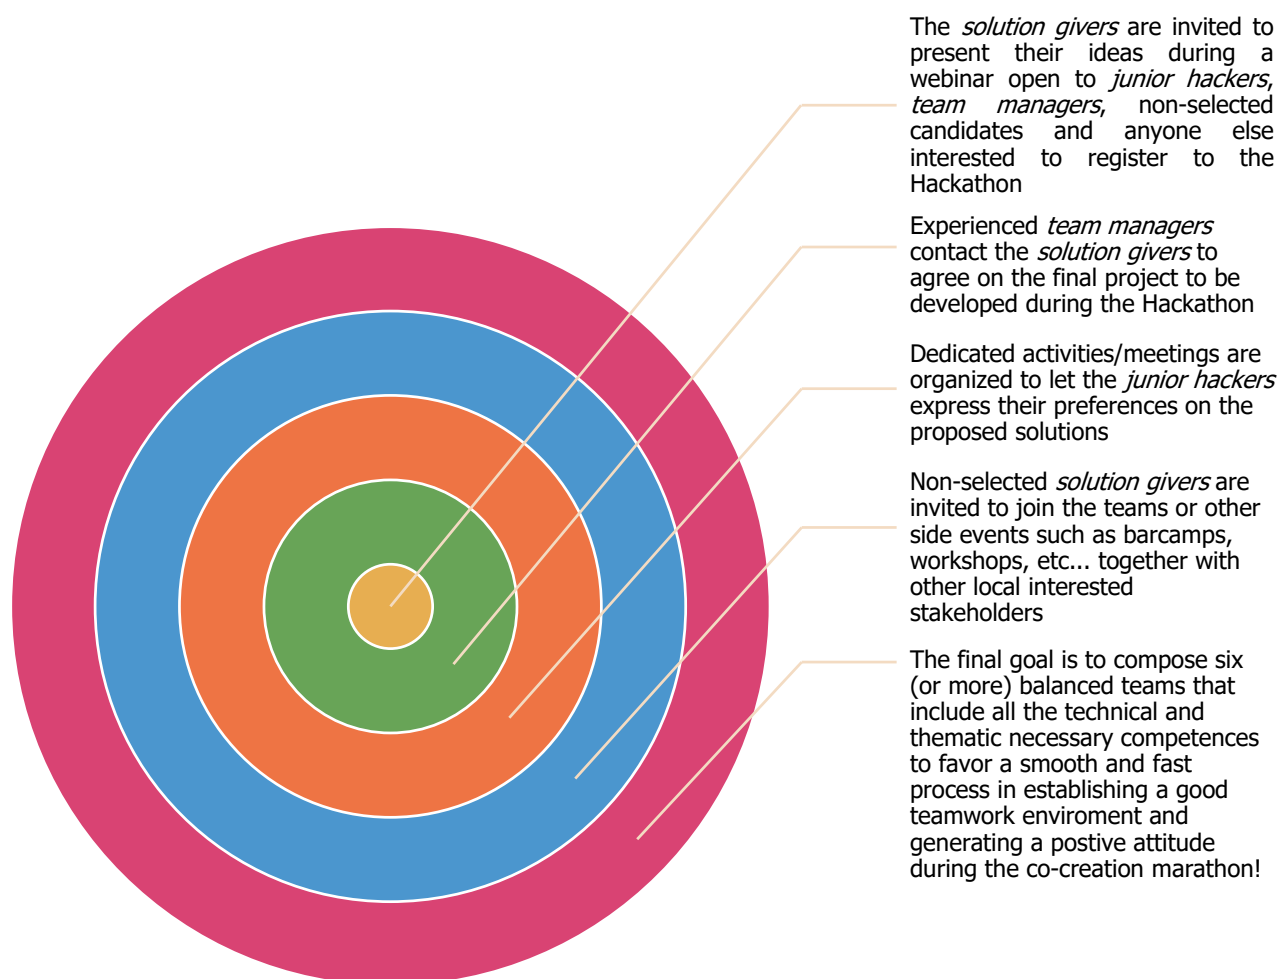 The solution givers are invited to
present their ideas during a
webinar open to junior hackers,
team managers, non-selected
candidates and anyone else
interested to register to the
Hackathon
Experienced team managers
contact the solution givers to
agree on the final project to be
developed during the Hackathon
Dedicated activities/meetings are
organized to let the junior hackers
express their preferences on the
proposed solutions
Non-selected solution givers are
invited to join the teams or other
side events such as barcamps,
workshops, etc... together with
other local interested
stakeholders
The final goal is to compose six
(or more) balanced teams that
include all the technical and
thematic necessary competences
to favor a smooth and fast
process in establishing a good
teamwork enviroment and
generating a postive attitude
during the co-creation marathon!